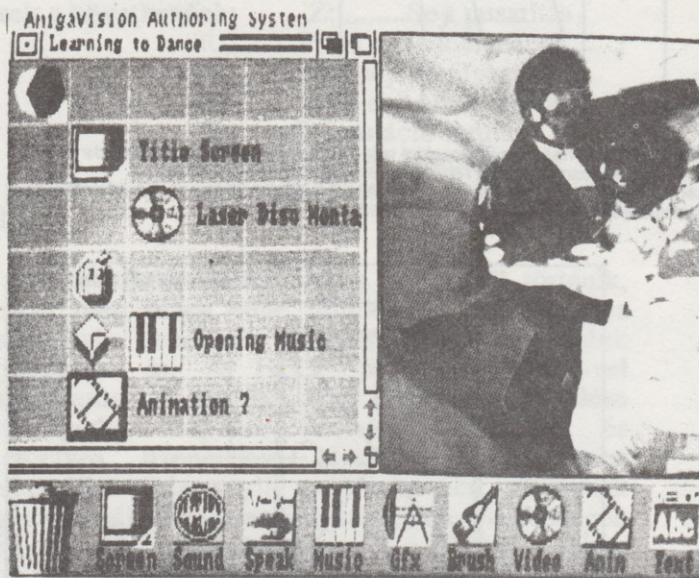 AmigaVision Authoring System
Learning to Dance
Title Screen
Laser Disc Monta
Opening Music
Animation ?
Screen Sound Speak Music Gfx Brush Video Anim Text
Abc